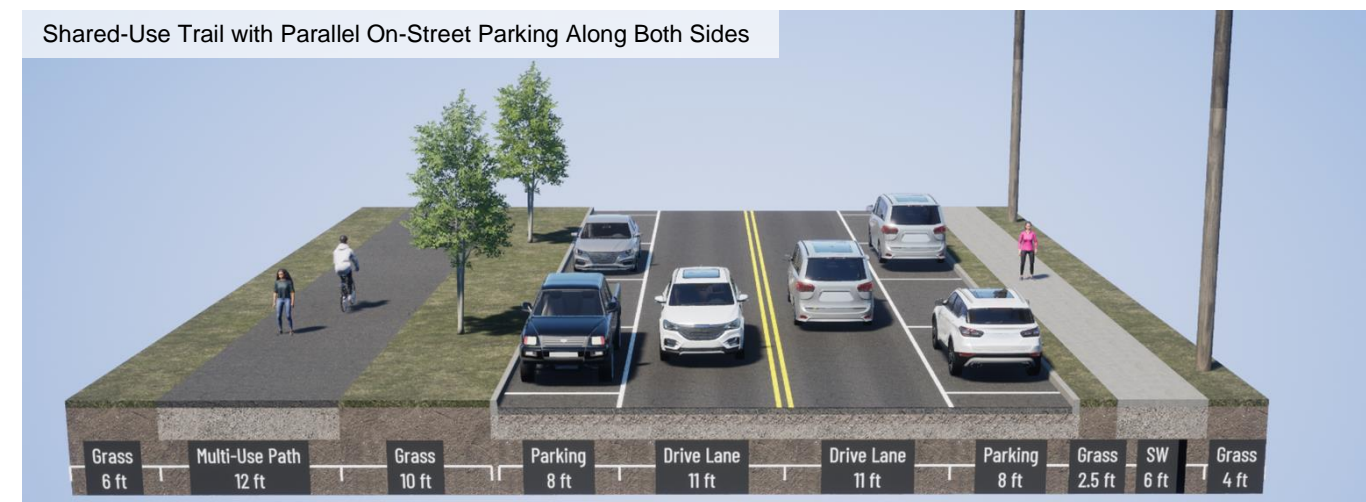 Shared-Use Trail with Parallel On-Street Parking Along Both Sides
Grass
6 ft
Multi-Use Path
12 ft
Grass
10 ft
Parking
8 ft
Drive Lane
11 ft
Drive Lane
11 ft
Parking
8 ft
Grass
2.5 ft
SW
6 ft
Grass
4 ft